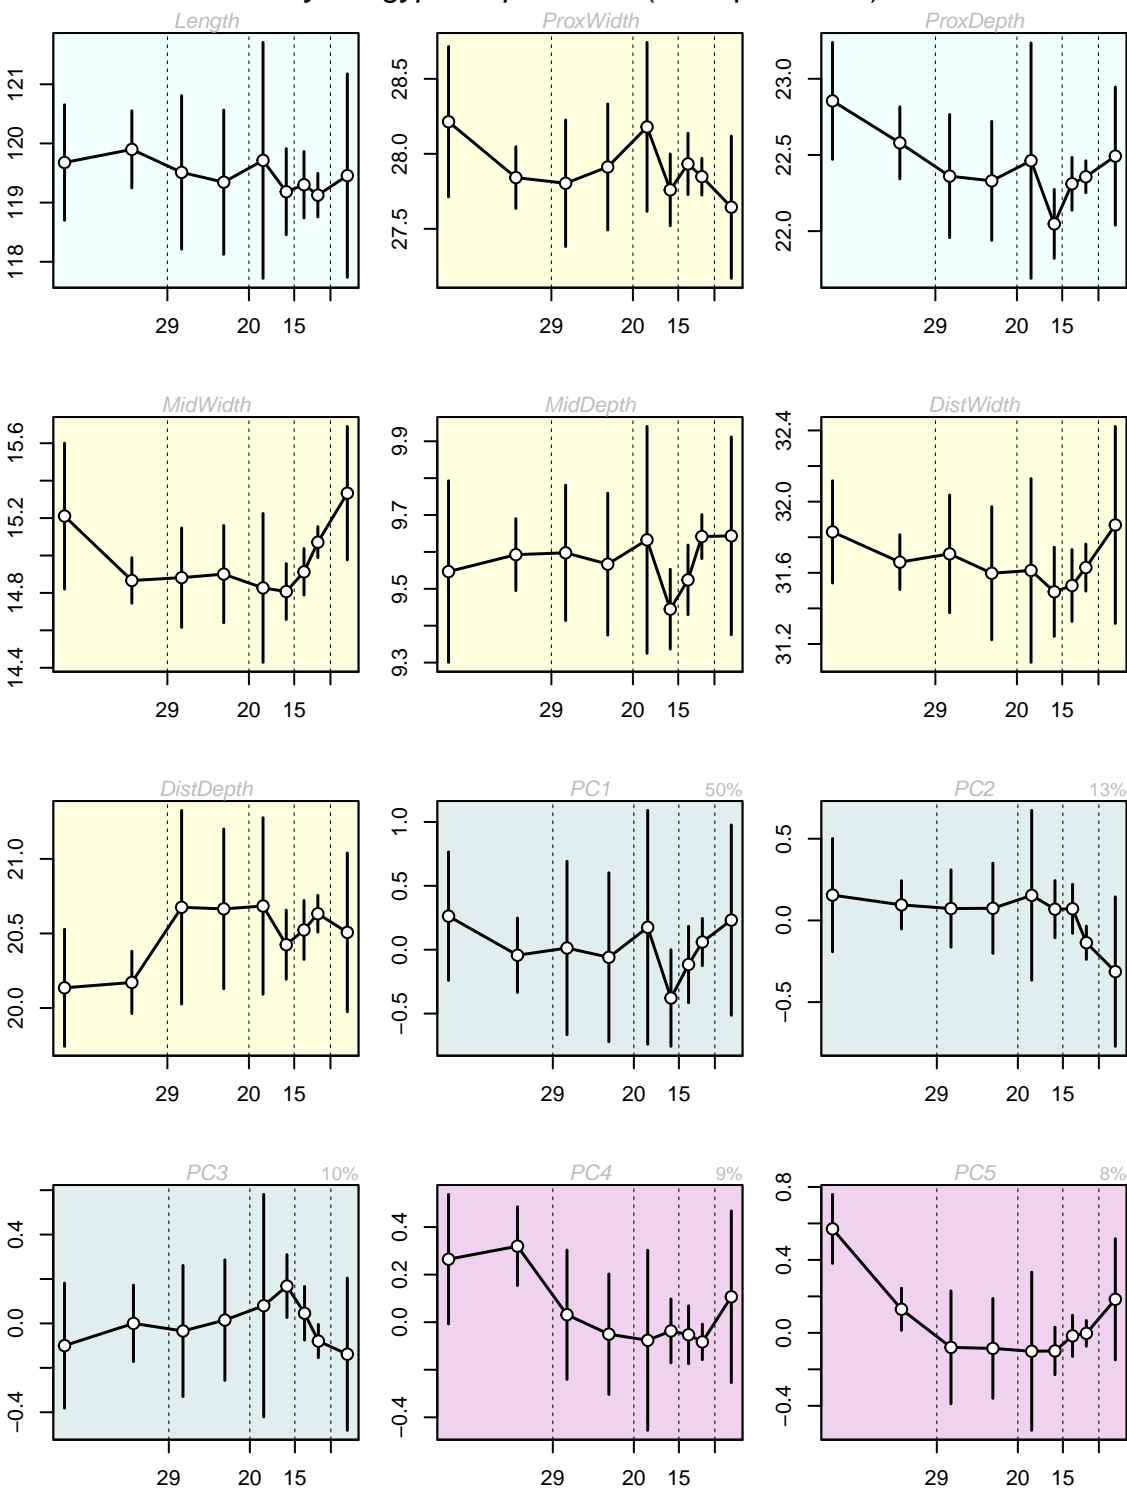 Length ProxWidth ProxDepth
121 28.5 23.0
120 28.0 22.5
119 27.5 22.0
118
29 20 15 29 20 15 29 20 15
MidWidth MidDepth DistWidth
15.6 9.9 32.4
15.2 9.7 32.0
14.8 9.5 31.6
14.4 9.3 31.2
29 20 15 29 20 15 29 20 15
DistDepth PC1 50% PC2 13%
21.0 1.0 0.5
20.5 0.5 0.0
20.0 0.0 −0.5
−0.5
29 20 15 29 20 15 29 20 15
PC3 10% PC4 9% PC5 8%
0.4 0.4 0.8
0.0 0.2 0.4
−0.4 0.0 0.0
−0.4 −0.4
29 20 15 29 20 15 29 20 15